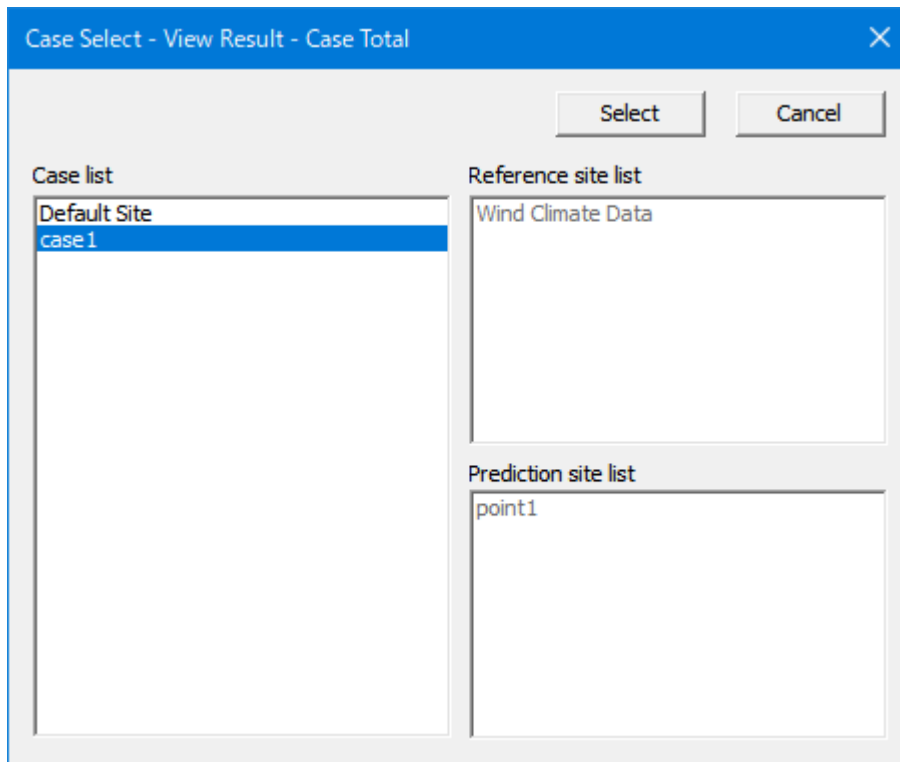 Case Select - View Result - Case Total
Select
Cancel
Case list
Default Site
case1
Reference site list
Wind Climate Data
Prediction site list
point1